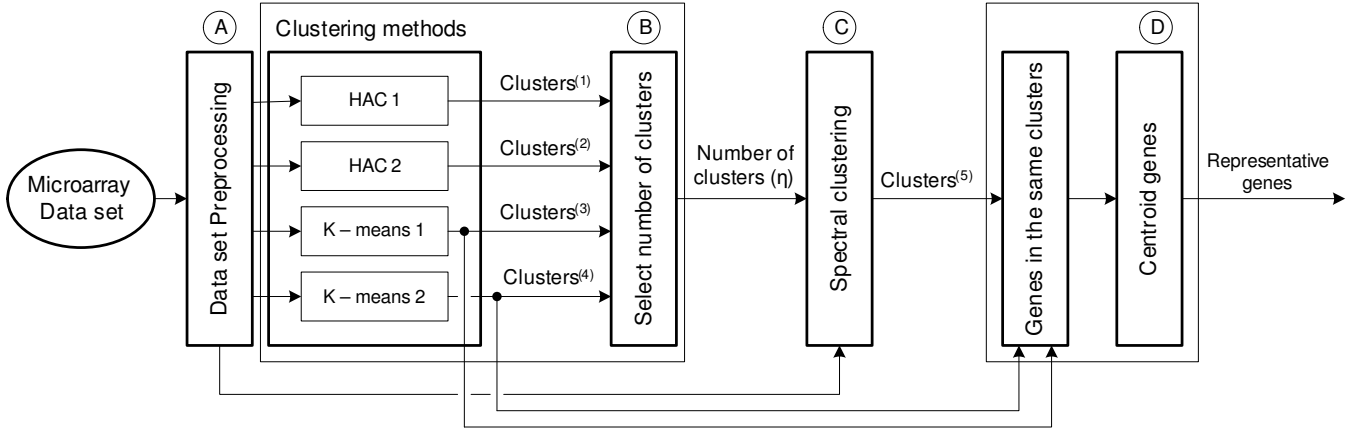 A
B
C
D
Clustering methods
Microarray
Data set
Data set Preprocessing
HAC 1
HAC 2
K – means 1
K – means 2
Clusters(1)
Clusters(2)
Clusters(3)
Clusters(4)
Select number of clusters
Number of
clusters (η)
Spectral clustering
Clusters(5)
Genes in the same clusters
Centroid genes
Representative
genes